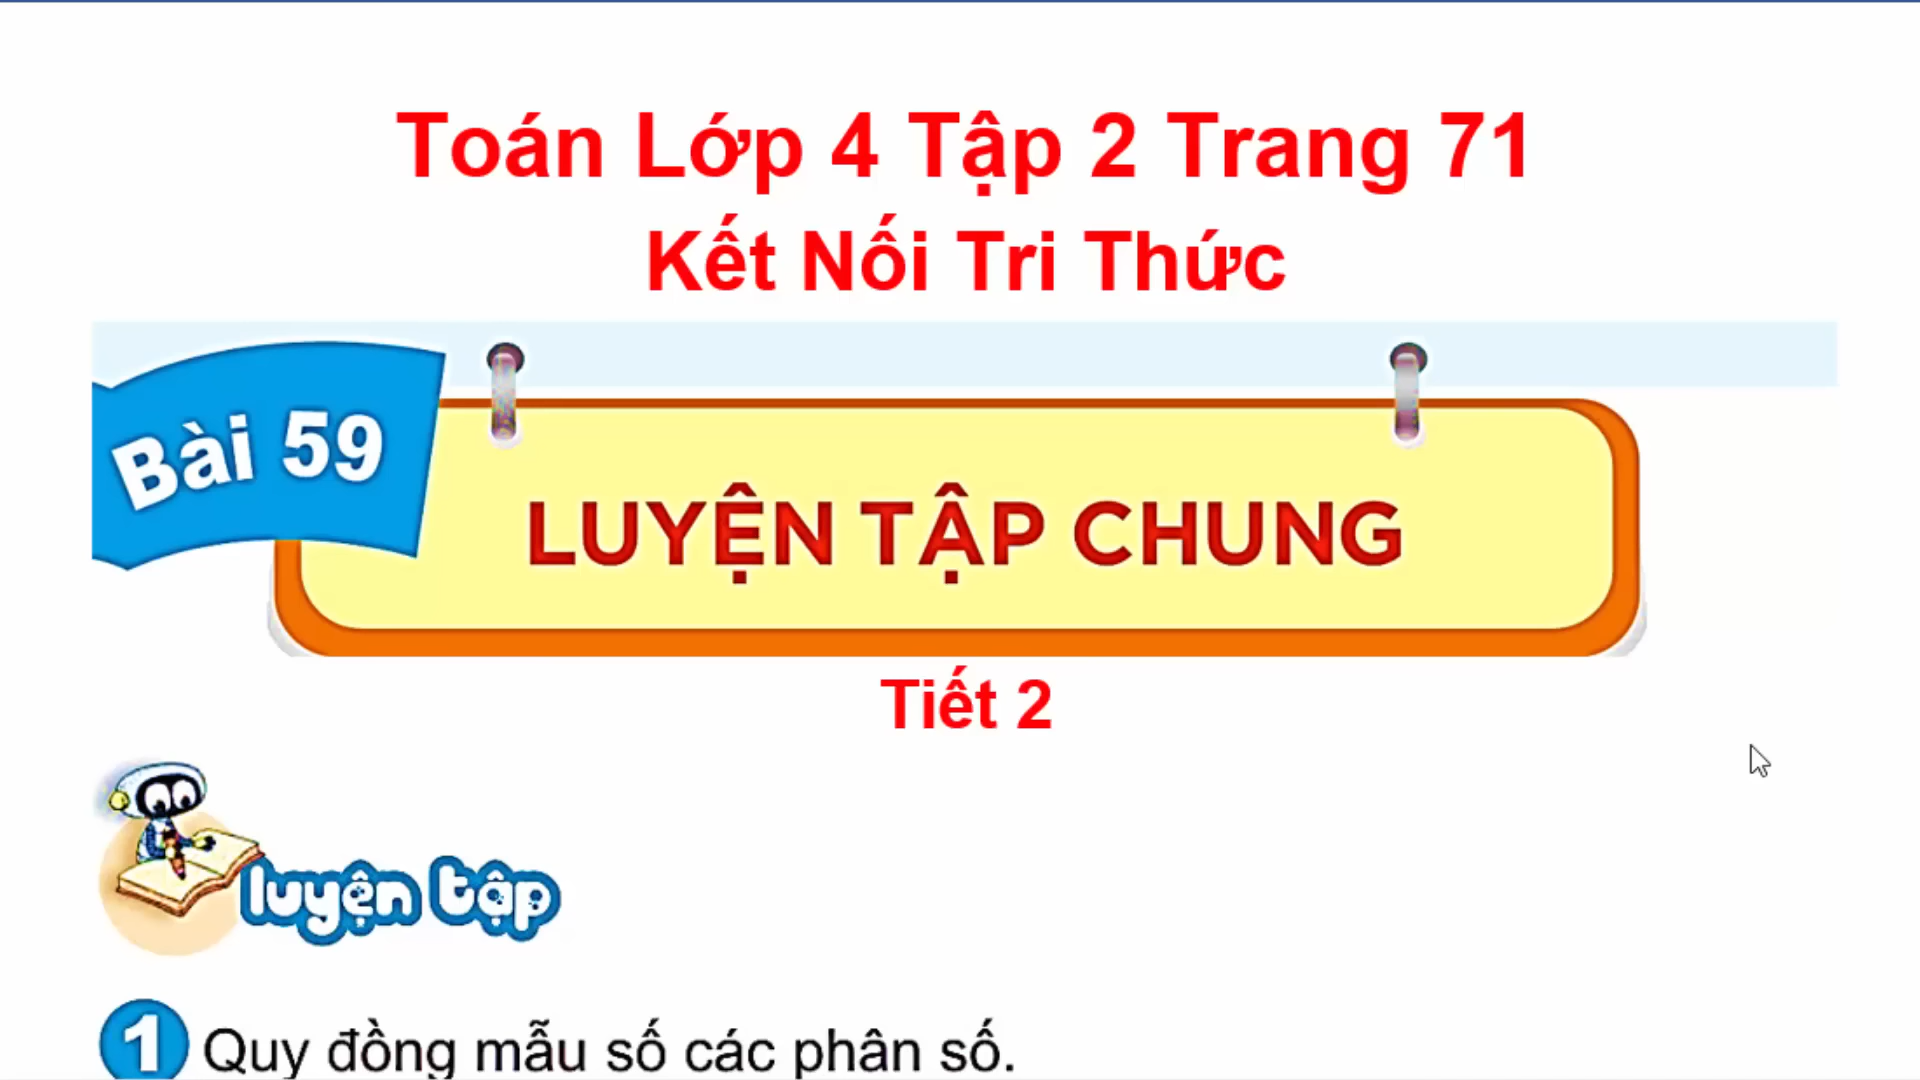 Toán Lớp 4 Tập 2 Trang 71
Kết Nối Tri Thức
Bài 59
LUYỆN TẬP CHUNG
Tiết 2
luyện tập
1 Quy đồng mẫu số các phân số.